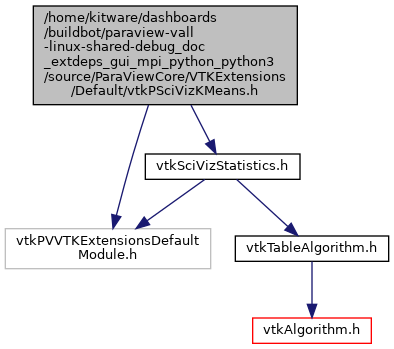 /home/kitware/dashboards
/buildbot/paraview-vall
-linux-shared-debug_doc
_extdeps_gui_mpi_python_python3
/source/ParaViewCore/VTKExtensions
/Default/vtkPSciVizKMeans.h
vtkSciVizStatistics.h
vtkPVVTKExtensionsDefault
Module.h
vtkTableAlgorithm.h
vtkAlgorithm.h